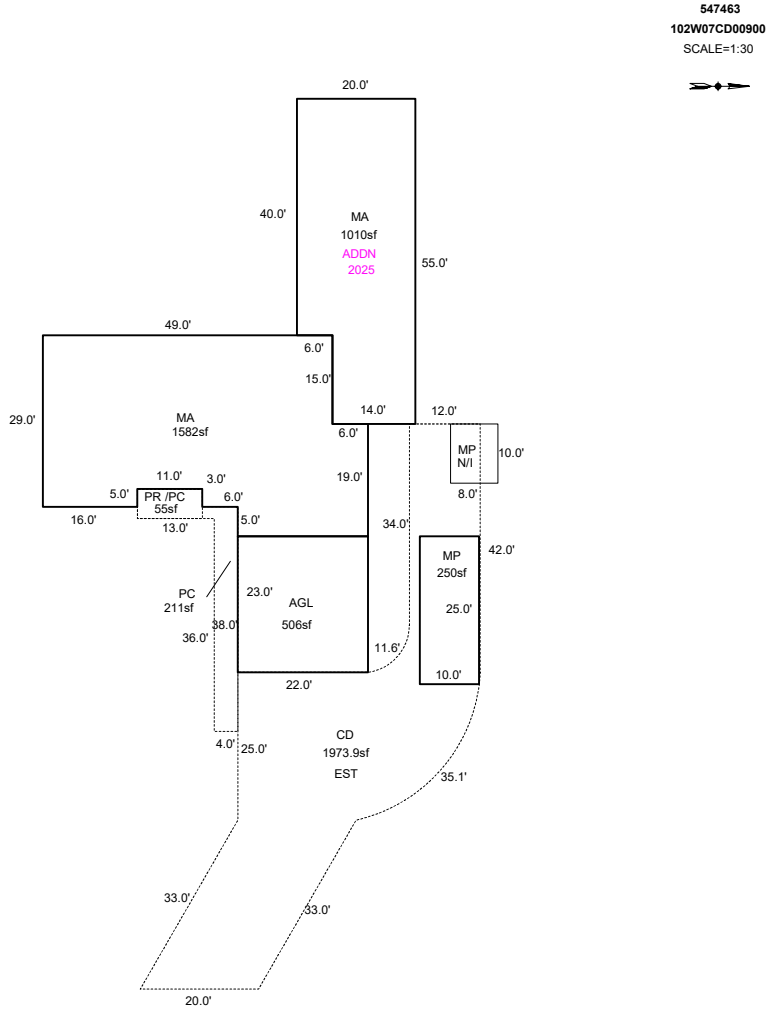 547463
102W07CD00900
SCALE=1:30
20.0'
40.0'
MA
1010sf
ADDN
2025
55.0'
49.0'
6.0'
15.0'
29.0'
MA
1582sf
14.0'
12.0'
6.0'
MP
N/I
10.0'
11.0'
3.0'
19.0'
5.0'
PR /PC
55sf
6.0'
8.0'
16.0'
13.0'
5.0'
34.0'
42.0'
MP
250sf
PC
211sf
23.0'
AGL
506sf
25.0'
36.0'
38.0'
11.6'
22.0'
10.0'
4.0'
25.0'
CD
1973.9sf
EST
35.1'
33.0'
33.0'
20.0'